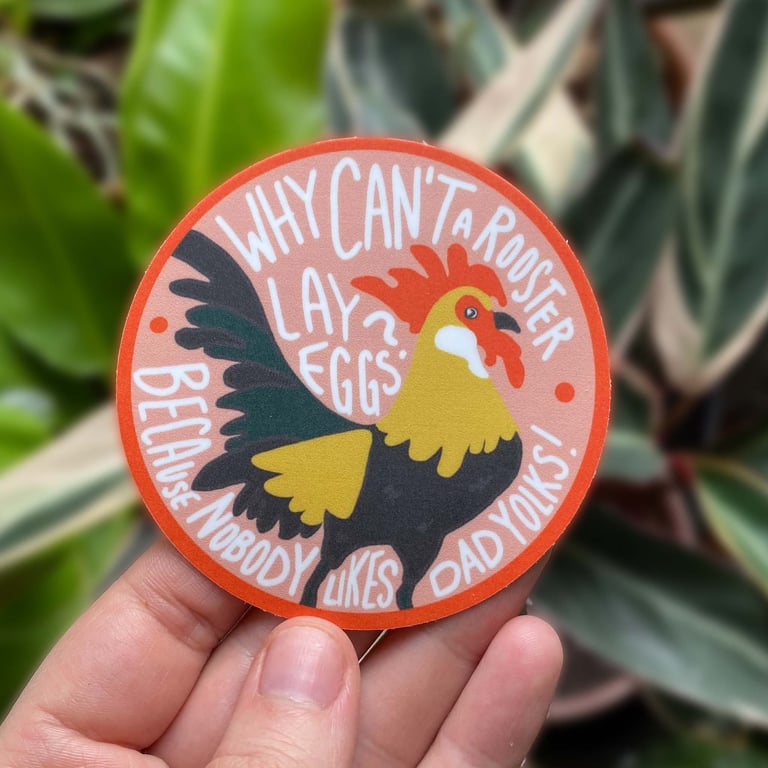 WHY CAN'T A ROOSTER
LAY
EGGS?
BECAUSE NOBODY LIKES DAD YOLKS!